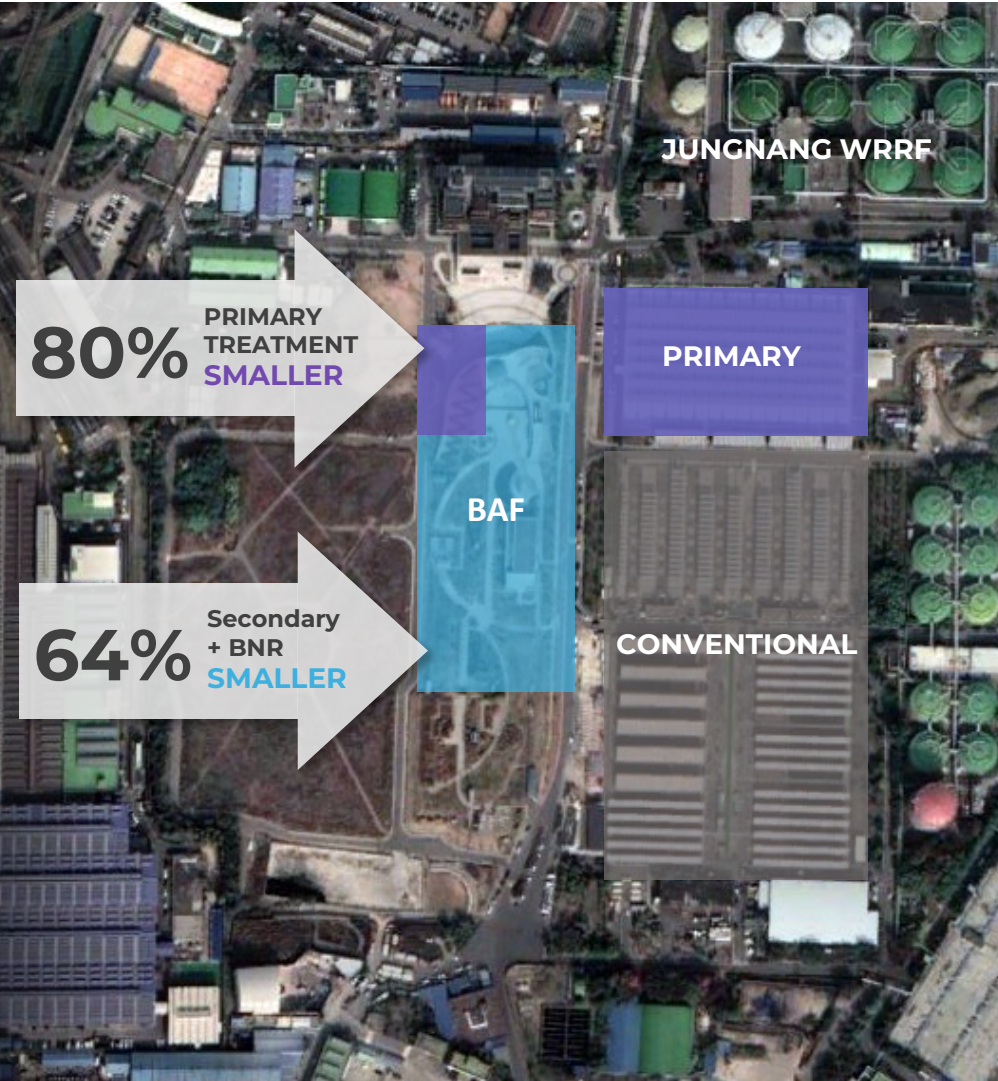 JUNGNANG WRRF
80%
PRIMARY
TREATMENT
SMALLER
PRIMARY
BAF
64%
Secondary
+ BNR
SMALLER
CONVENTIONAL